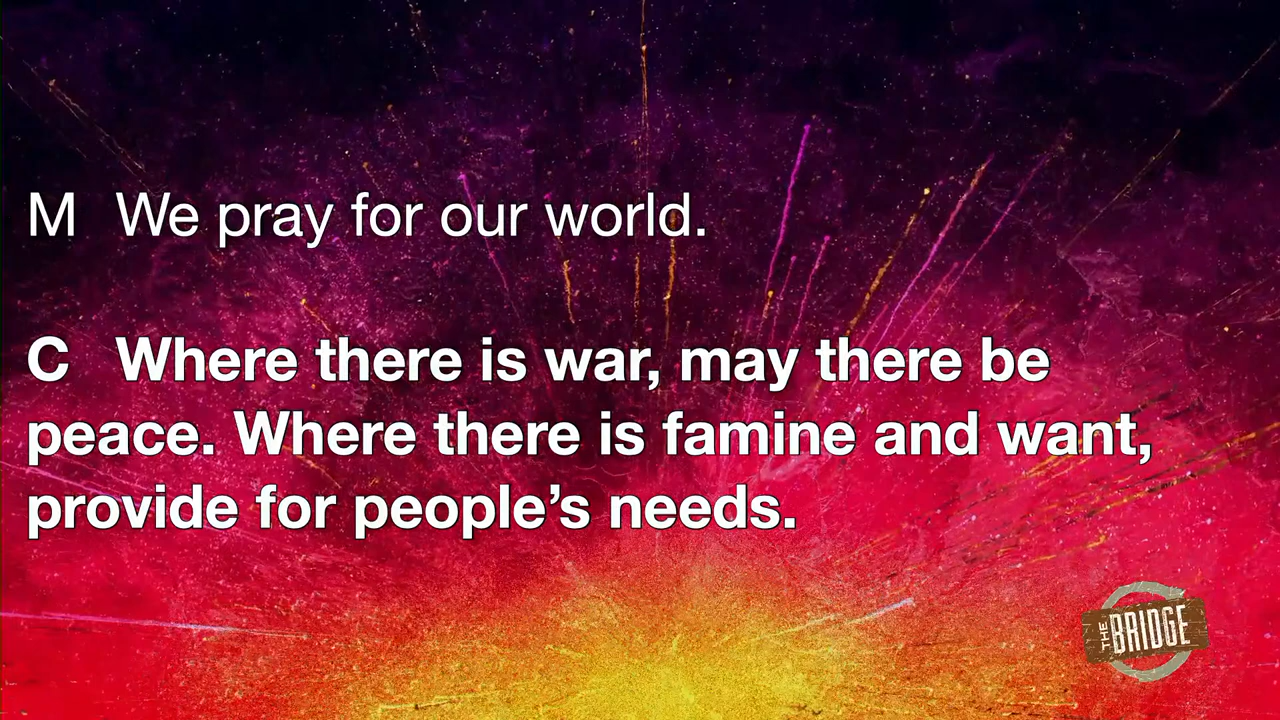 M We pray for our world.
C Where there is war, may there be
peace. Where there is famine and want,
provide for people’s needs.
THE BRIDGE